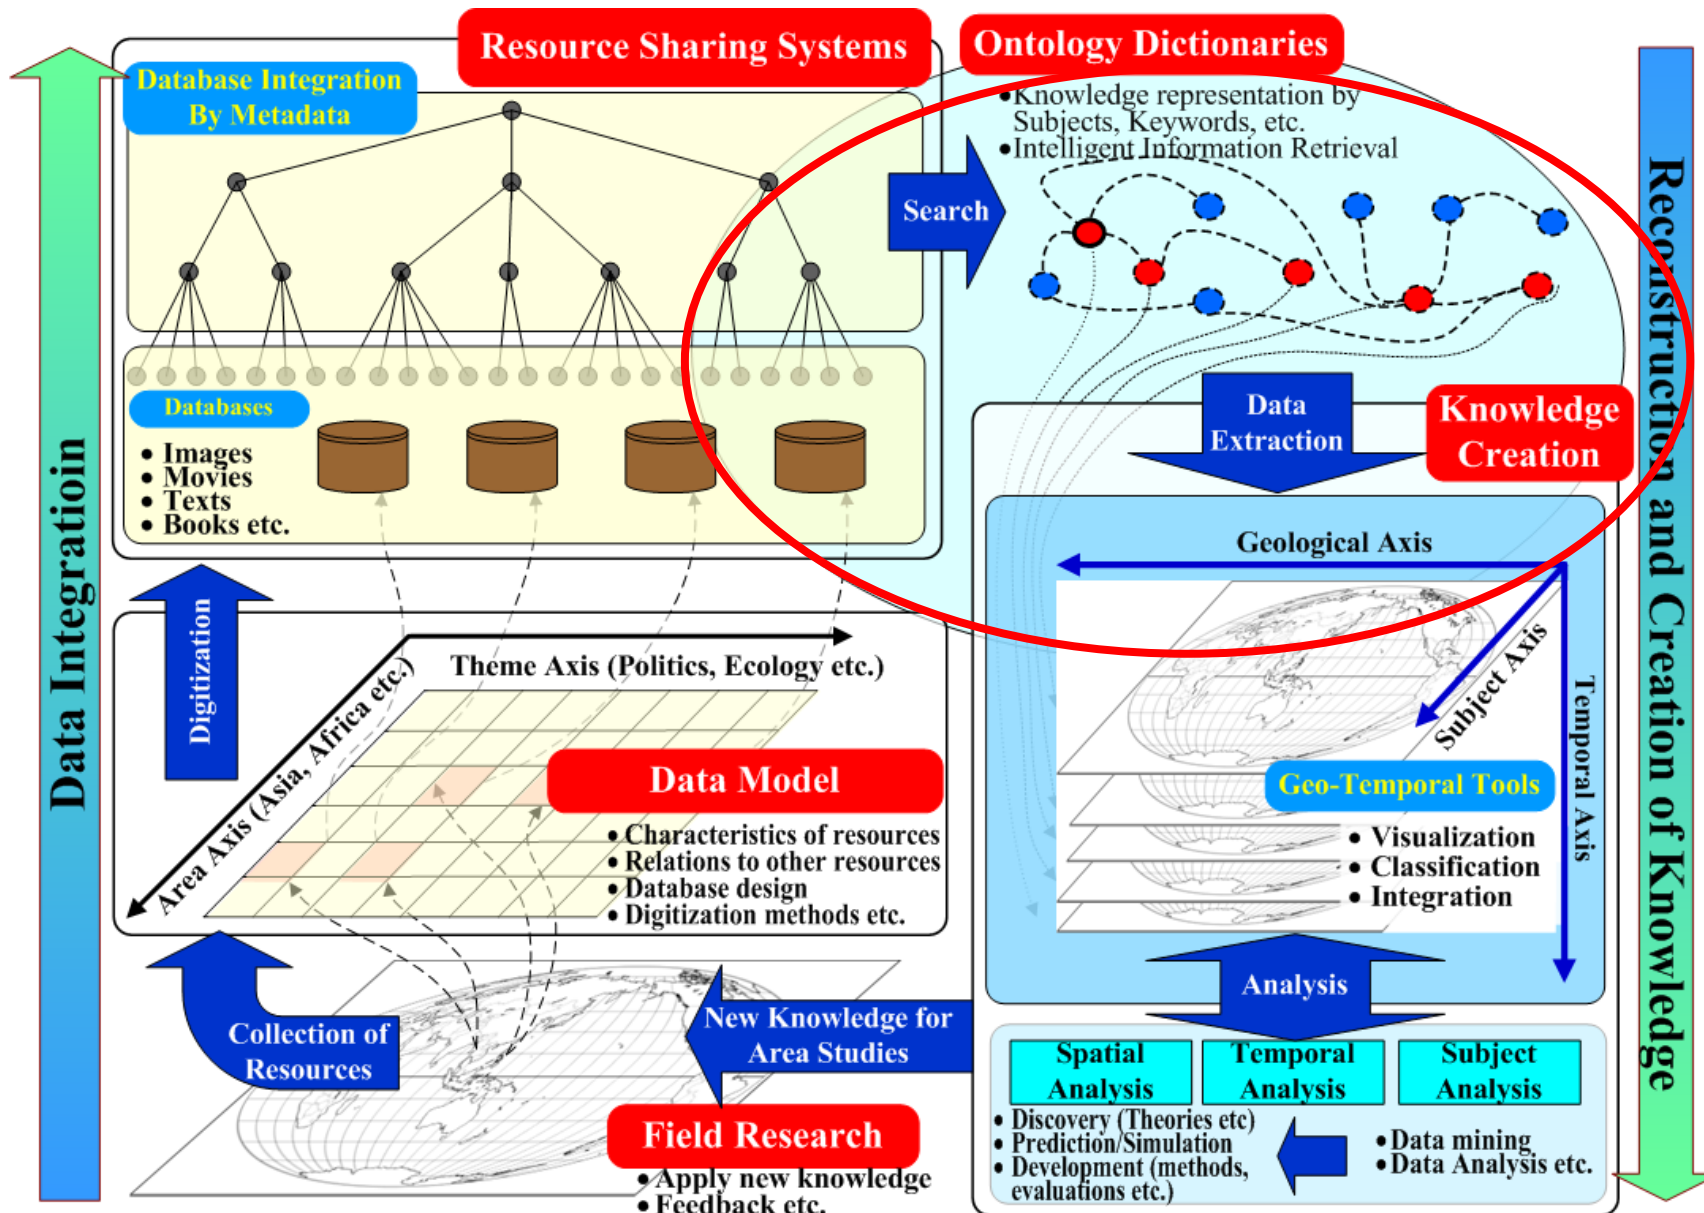 Resource Sharing Systems
Ontology Dictionaries
Database Integration
By Metadata
•Knowledge representation by
Subjects, Keywords, etc.
•Intelligent Information Retrieval
Search
Databases
• Images
• Movies
• Texts
• Books etc.
Data
Extraction
Knowledge
Creation
Data Integratioin
Reconstruction and Creation of Knowledge
Digitization
Theme Axis (Politics, Ecology etc.)
Area Axis (Asia, Africa etc.)
Data Model
• Characteristics of resources
• Relations to other resources
• Database design
• Digitization methods etc.
Geological Axis
Subject Axis
Temporal Axis
Geo-Temporal Tools
• Visualization
• Classification
• Integration
Analysis
Collection of
Resources
New Knowledge for
Area Studies
Field Research
• Apply new knowledge
• Feedback etc.
Spatial
Analysis
Temporal
Analysis
Subject
Analysis
• Discovery (Theories etc)
• Prediction/Simulation
• Development (methods,
evaluations etc.)
•Data mining
•Data Analysis etc.